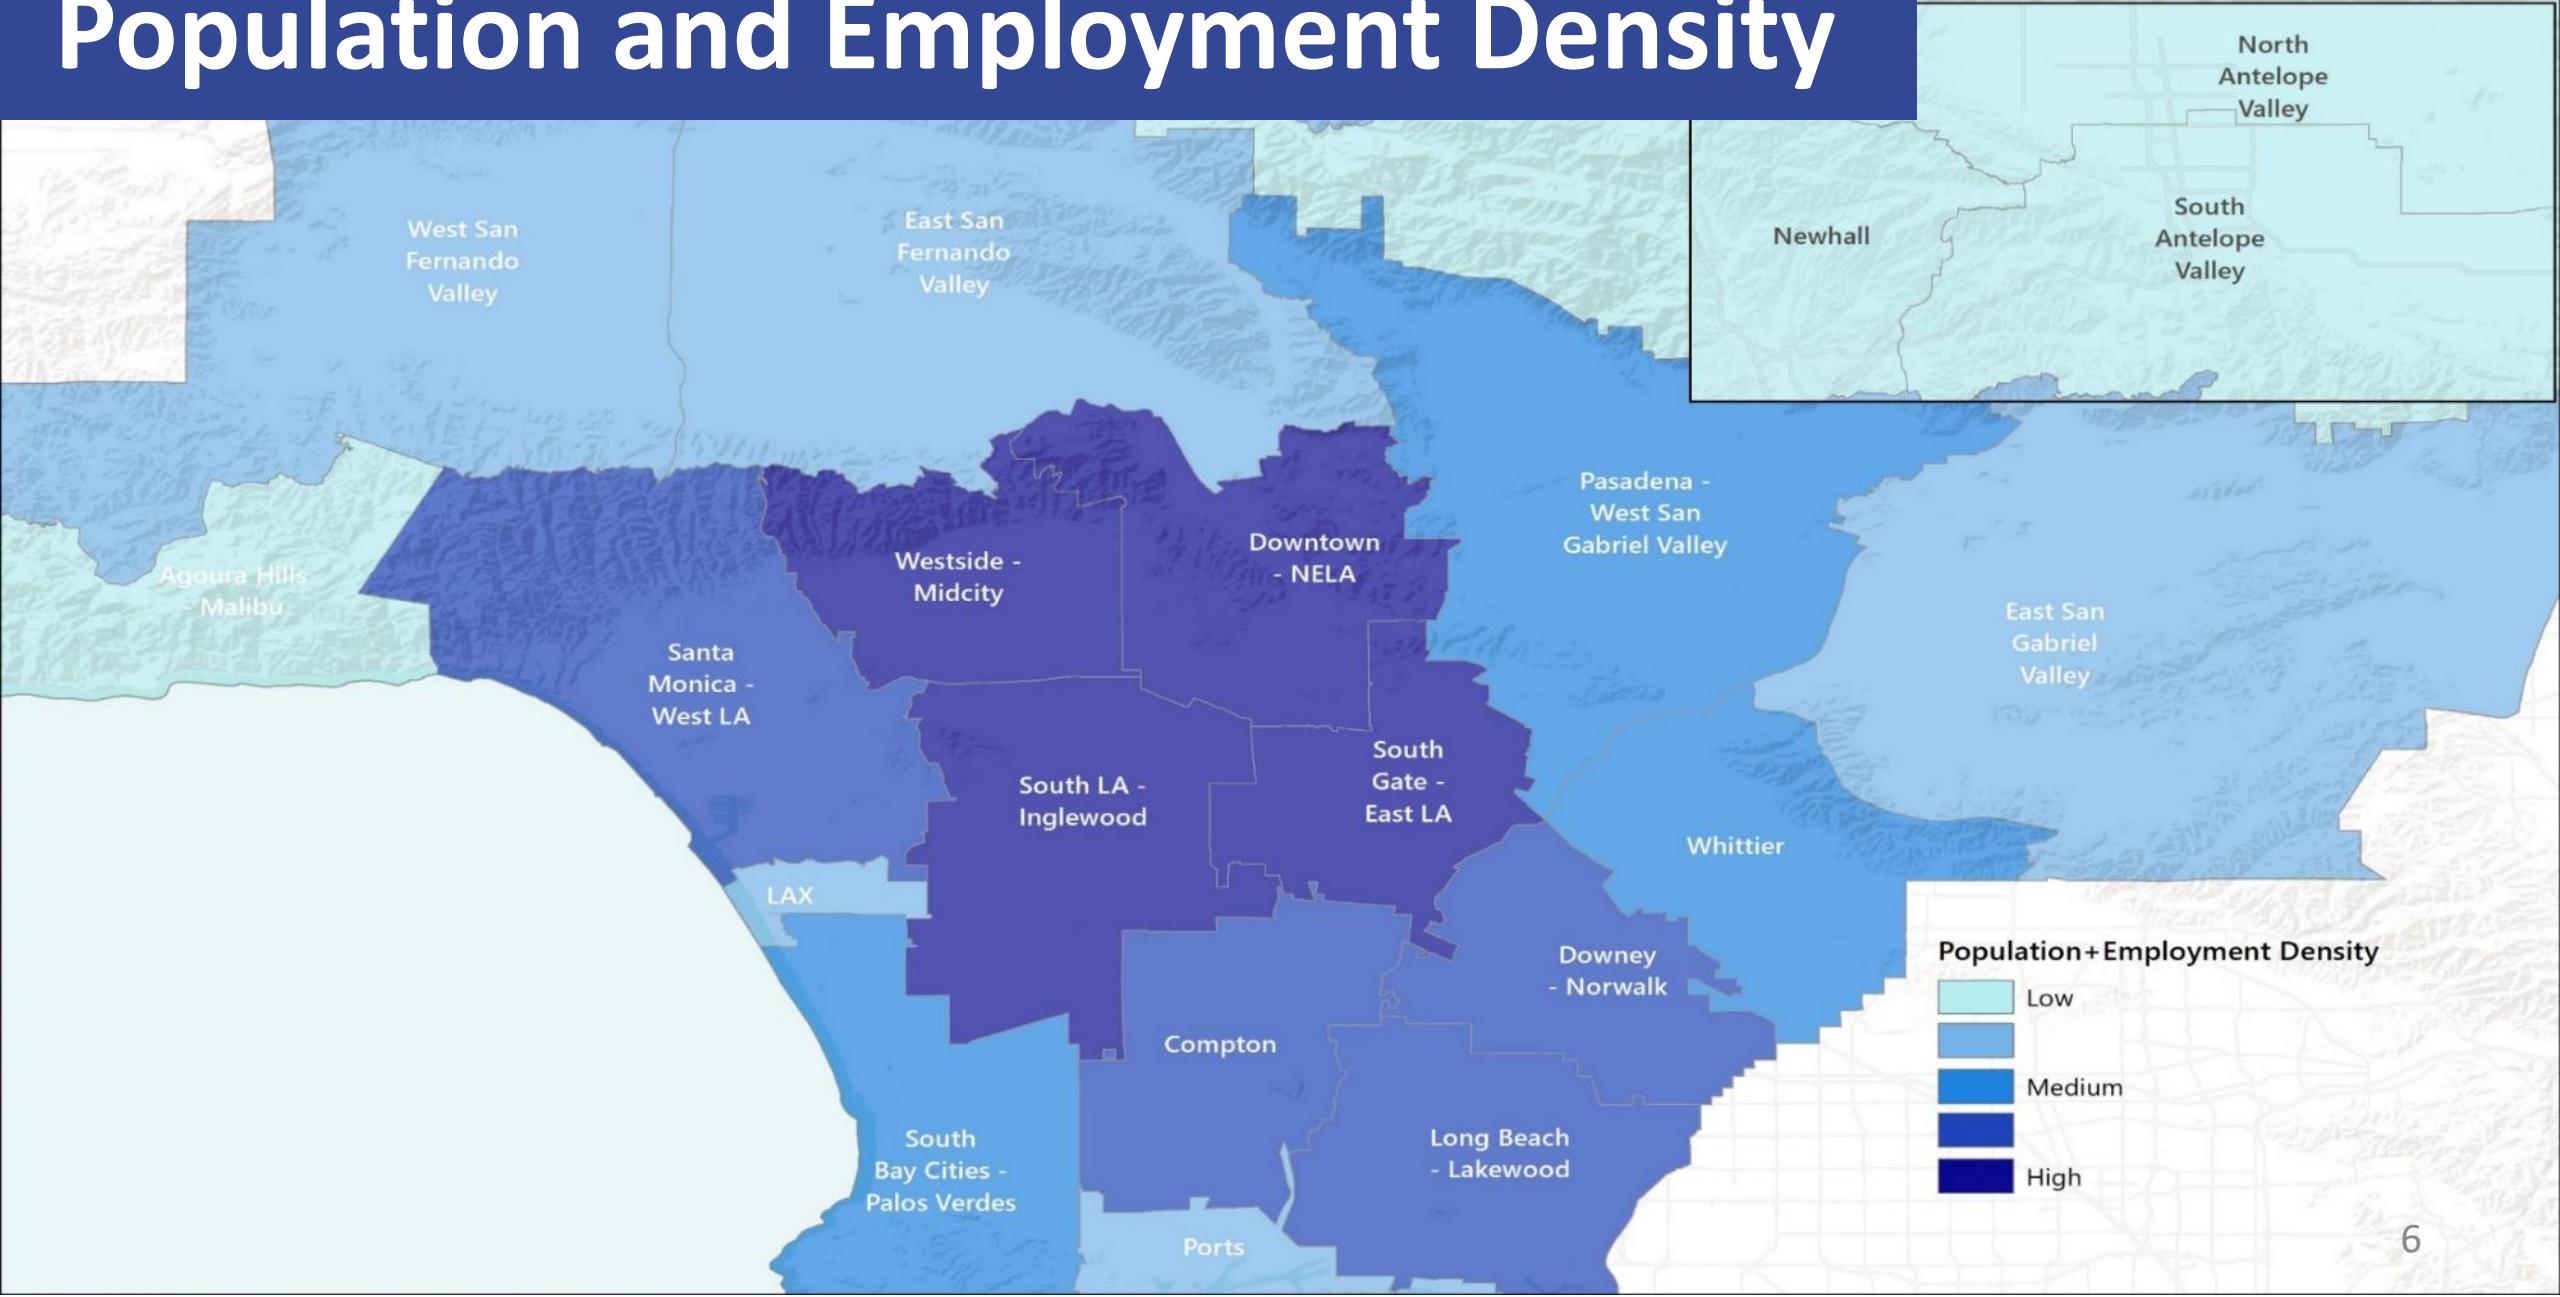 Population and Employment Density
North
Antelope
Valley
South
Antelope
Valley
Newhall
West San
Fernando
Valley
East San
Fernando
Valley
Agoura Hills
- Malibu
Santa
Monica -
West LA
Westside -
Midcity
Downtown
- NELA
Pasadena -
West San
Gabriel Valley
East San
Gabriel
Valley
South LA -
Inglewood
South
Gate -
East LA
Whittier
LAX
Downey
- Norwalk
Compton
Long Beach
- Lakewood
South
Bay Cities -
Palos Verdes
Ports
Population+Employment Density
Low
Medium
High
6